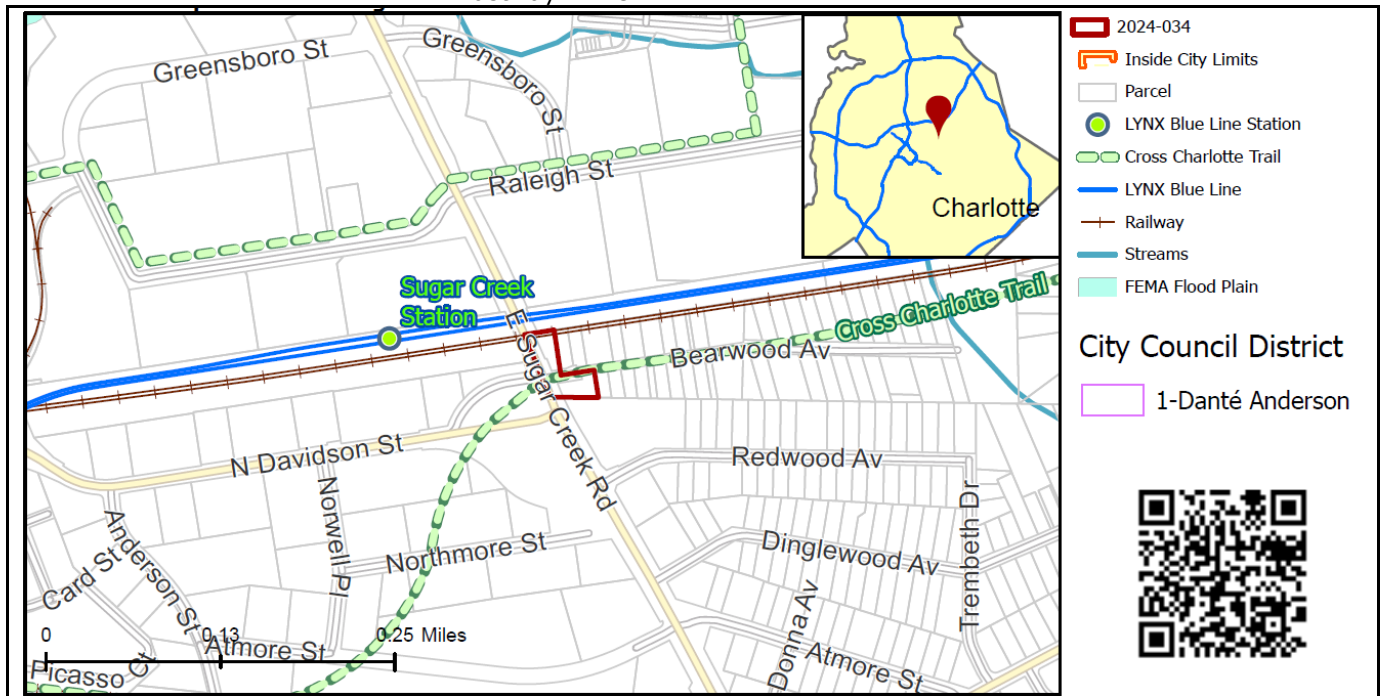 Greensboro St
Greensboro St
Raleigh St
Charlotte
Sugar Creek
Station
E Sugar Creek Rd
Cross Charlotte Trail
Bearwood Av
N Davidson St
Redwood Av
Norwell Pl
Trembeth Dr
Anderson St
Northmore St
Dinglewood Av
Card St
Donna Av
0 0.13 0.25 Miles
Atmore St
Atmore St
Picasso Ct
2024-034
Inside City Limits
Parcel
LYNX Blue Line Station
Cross Charlotte Trail
LYNX Blue Line
Railway
Streams
FEMA Flood Plain
City Council District
1-Danté Anderson